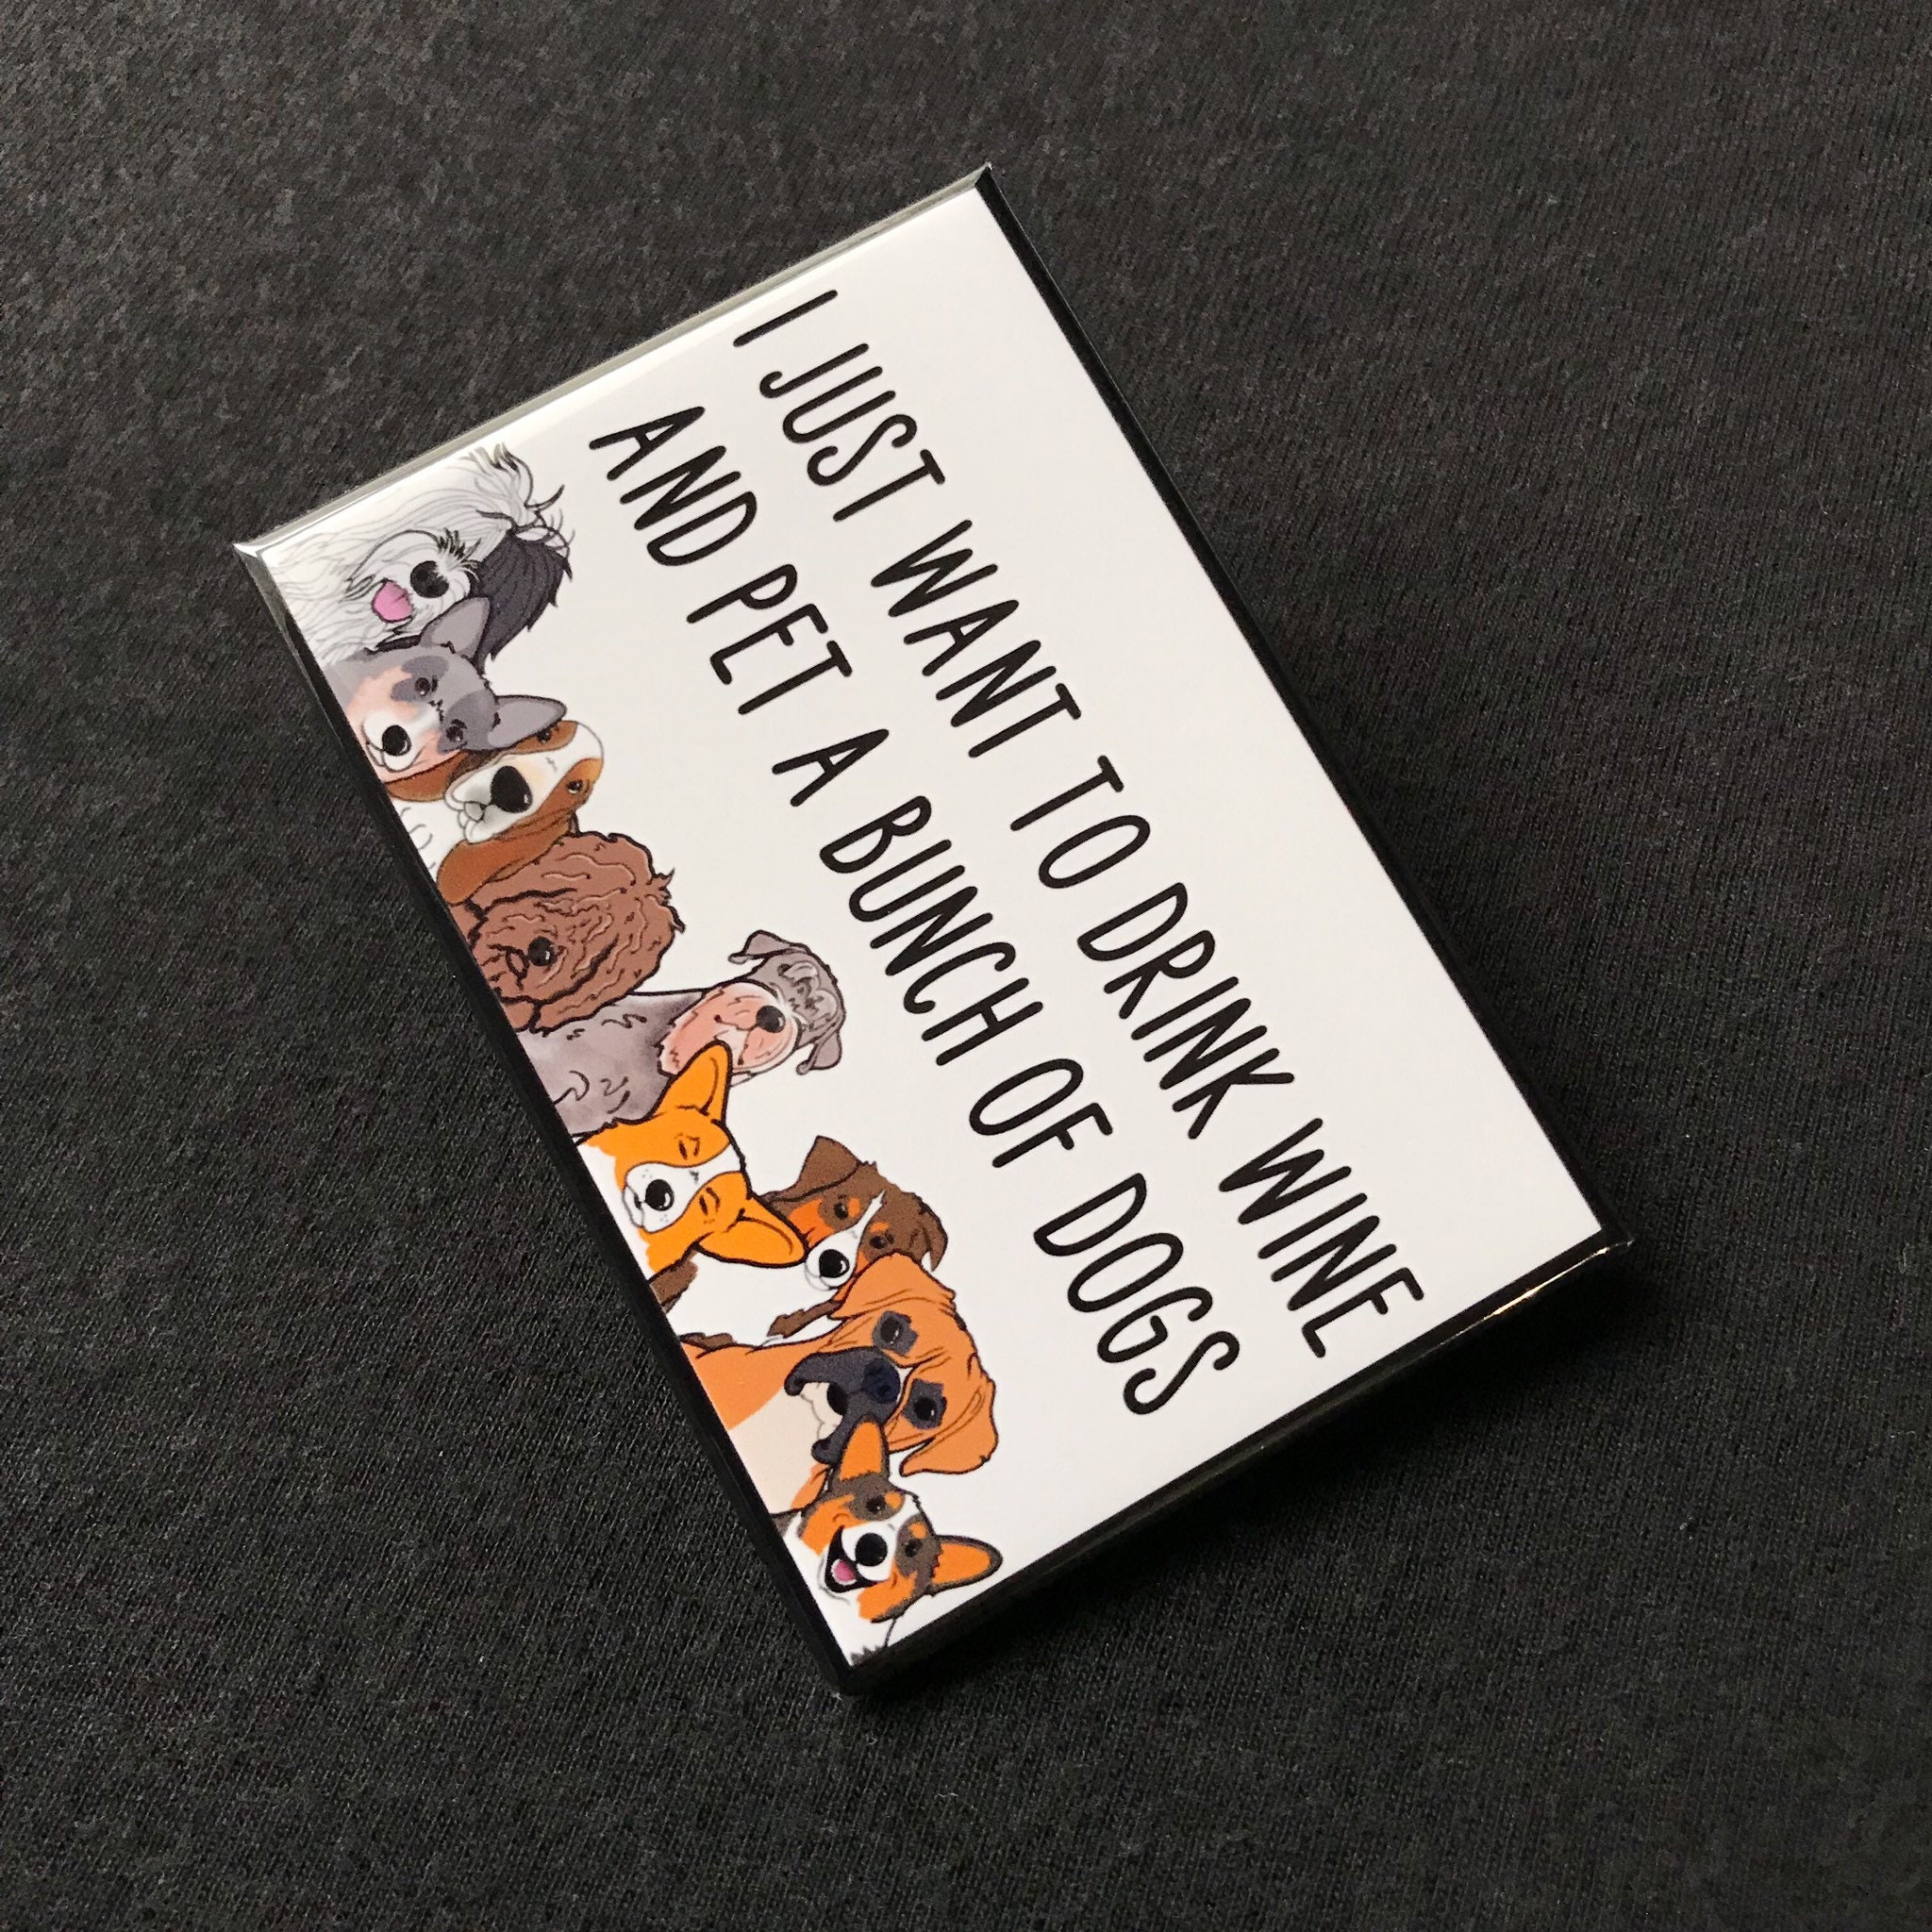 I JUST WANT TO DRINK WINE
AND PET A BUNCH OF DOGS